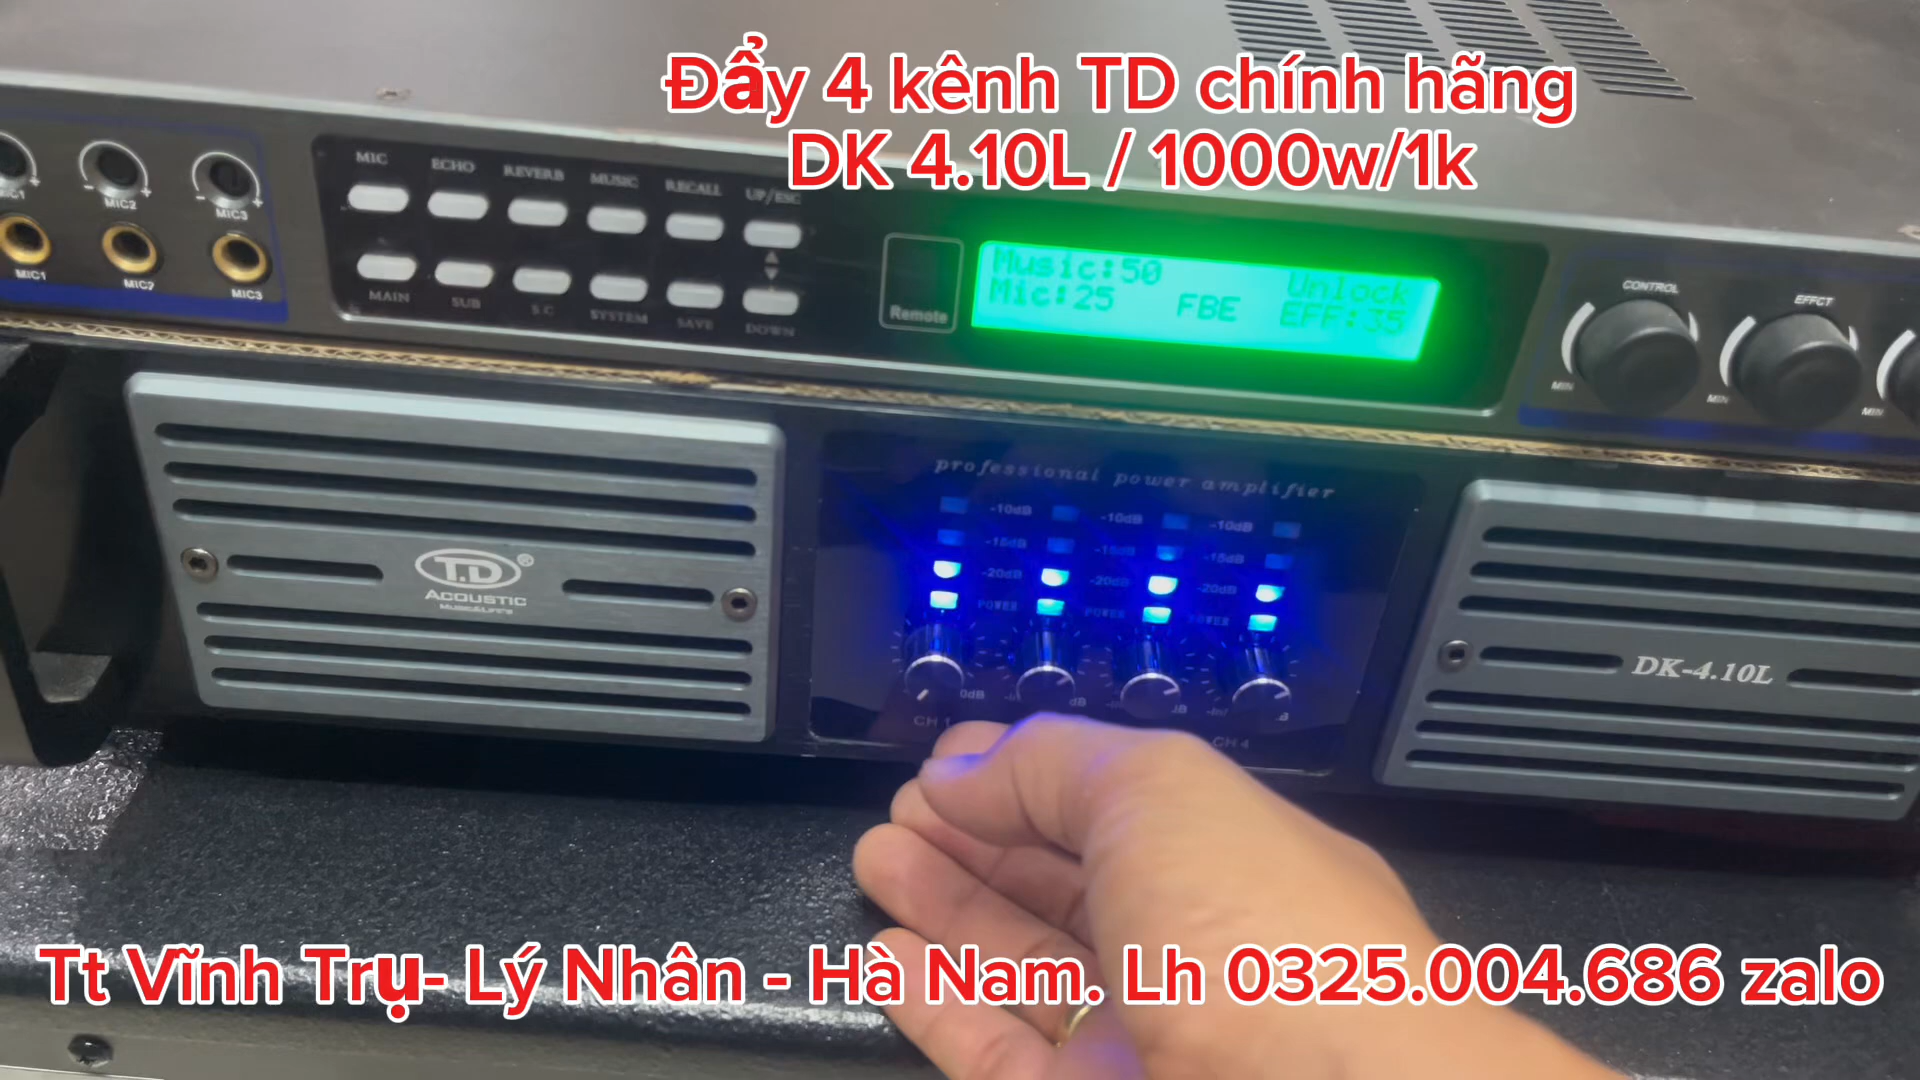 Đẩy 4 kênh TD chính hãng
DK 4.10L / 1000w/1k
MIC ECHO REVERB MUSIC RECALL UP/ESC
MAIN SUB S.C SYSTEM SAVE DOWN
MIC1 MIC2 MIC3
MIC1 MIC2 MIC3
Remote
Music:50 Unlock
Mic:25 FBE EFF:35
CONTROL EFFCT
MIN MIN MIN
professional power amplifier
-10dB -10dB -10dB
-15dB -15dB -15dB
-20dB -20dB -20dB
POWER POWER POWER
0dB
CH 1 CH 4
T.D®
ACOUSTIC
DK-4.10L
Tt Vĩnh Trụ- Lý Nhân - Hà Nam. Lh 0325.004.686 zalo